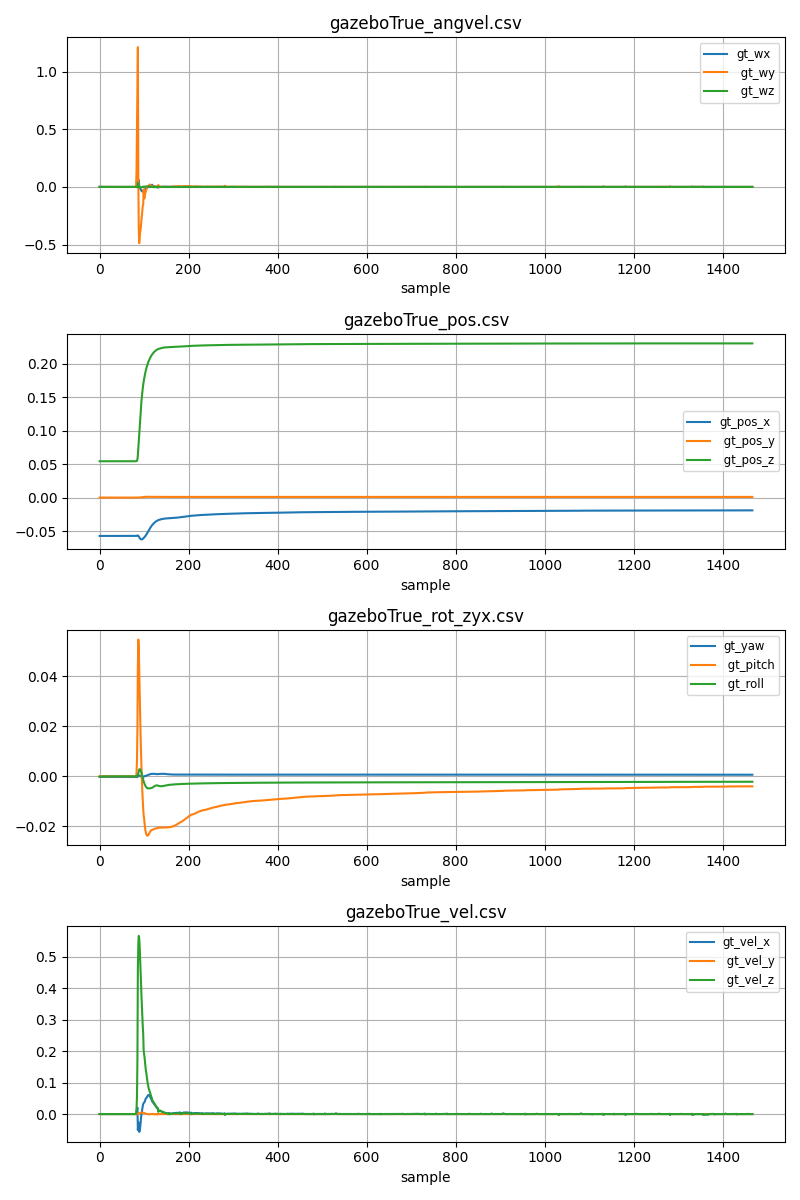 gazeboTrue_angvel.csv
1.0
0.5
0.0
−0.5
gt_wx
gt_wy
gt_wz
0 200 400 600 800 1000 1200 1400
sample
gazeboTrue_pos.csv
0.20
0.15
0.10
0.05
0.00
−0.05
gt_pos_x
gt_pos_y
gt_pos_z
0 200 400 600 800 1000 1200 1400
sample
gazeboTrue_rot_zyx.csv
0.04
0.02
0.00
−0.02
gt_yaw
gt_pitch
gt_roll
0 200 400 600 800 1000 1200 1400
sample
gazeboTrue_vel.csv
0.5
0.4
0.3
0.2
0.1
0.0
gt_vel_x
gt_vel_y
gt_vel_z
0 200 400 600 800 1000 1200 1400
sample